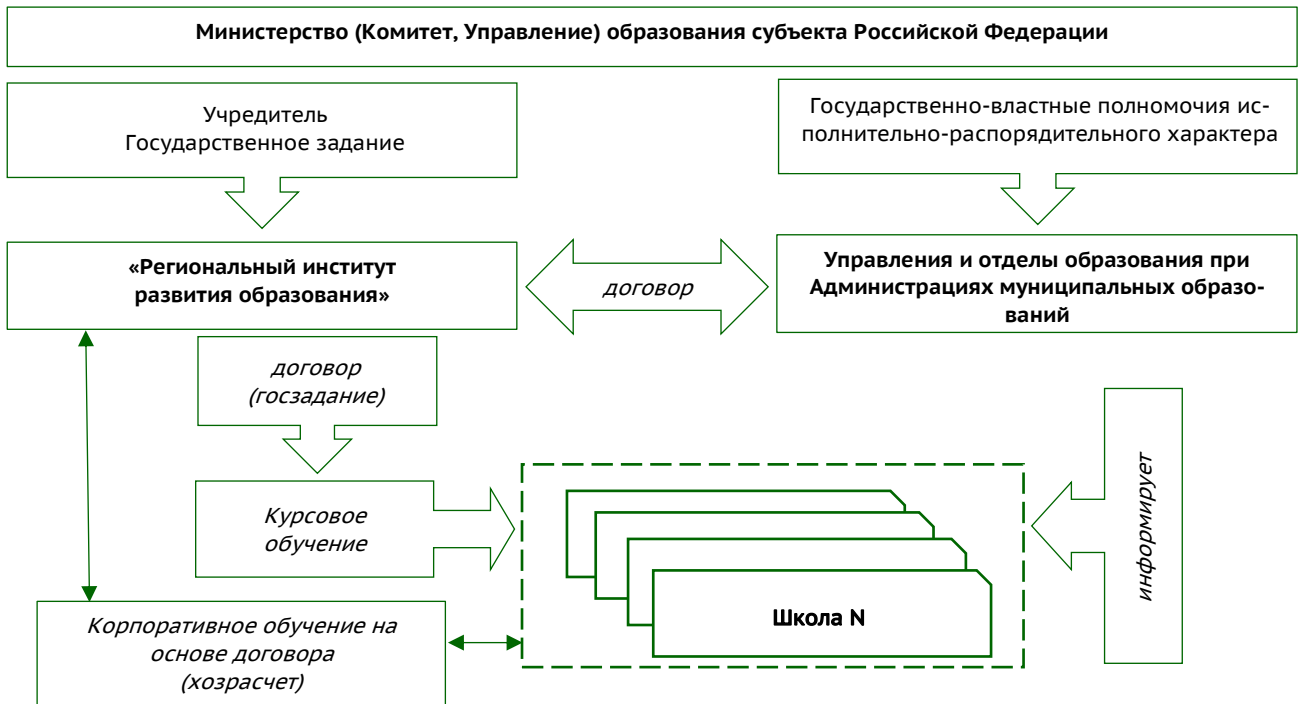 Министерство (Комитет, Управление) образования субъекта Российской Федерации
Учредитель
Государственное задание
Государственно-властные полномочия ис-
полнительно-распорядительного характера
«Региональный институт
развития образования»
договор
Управления и отделы образования при
Администрациях муниципальных образо-
ваний
договор
(госзадание)
Курсовое
обучение
информирует
Школа N
Корпоративное обучение на
основе договора
(хозрасчет)